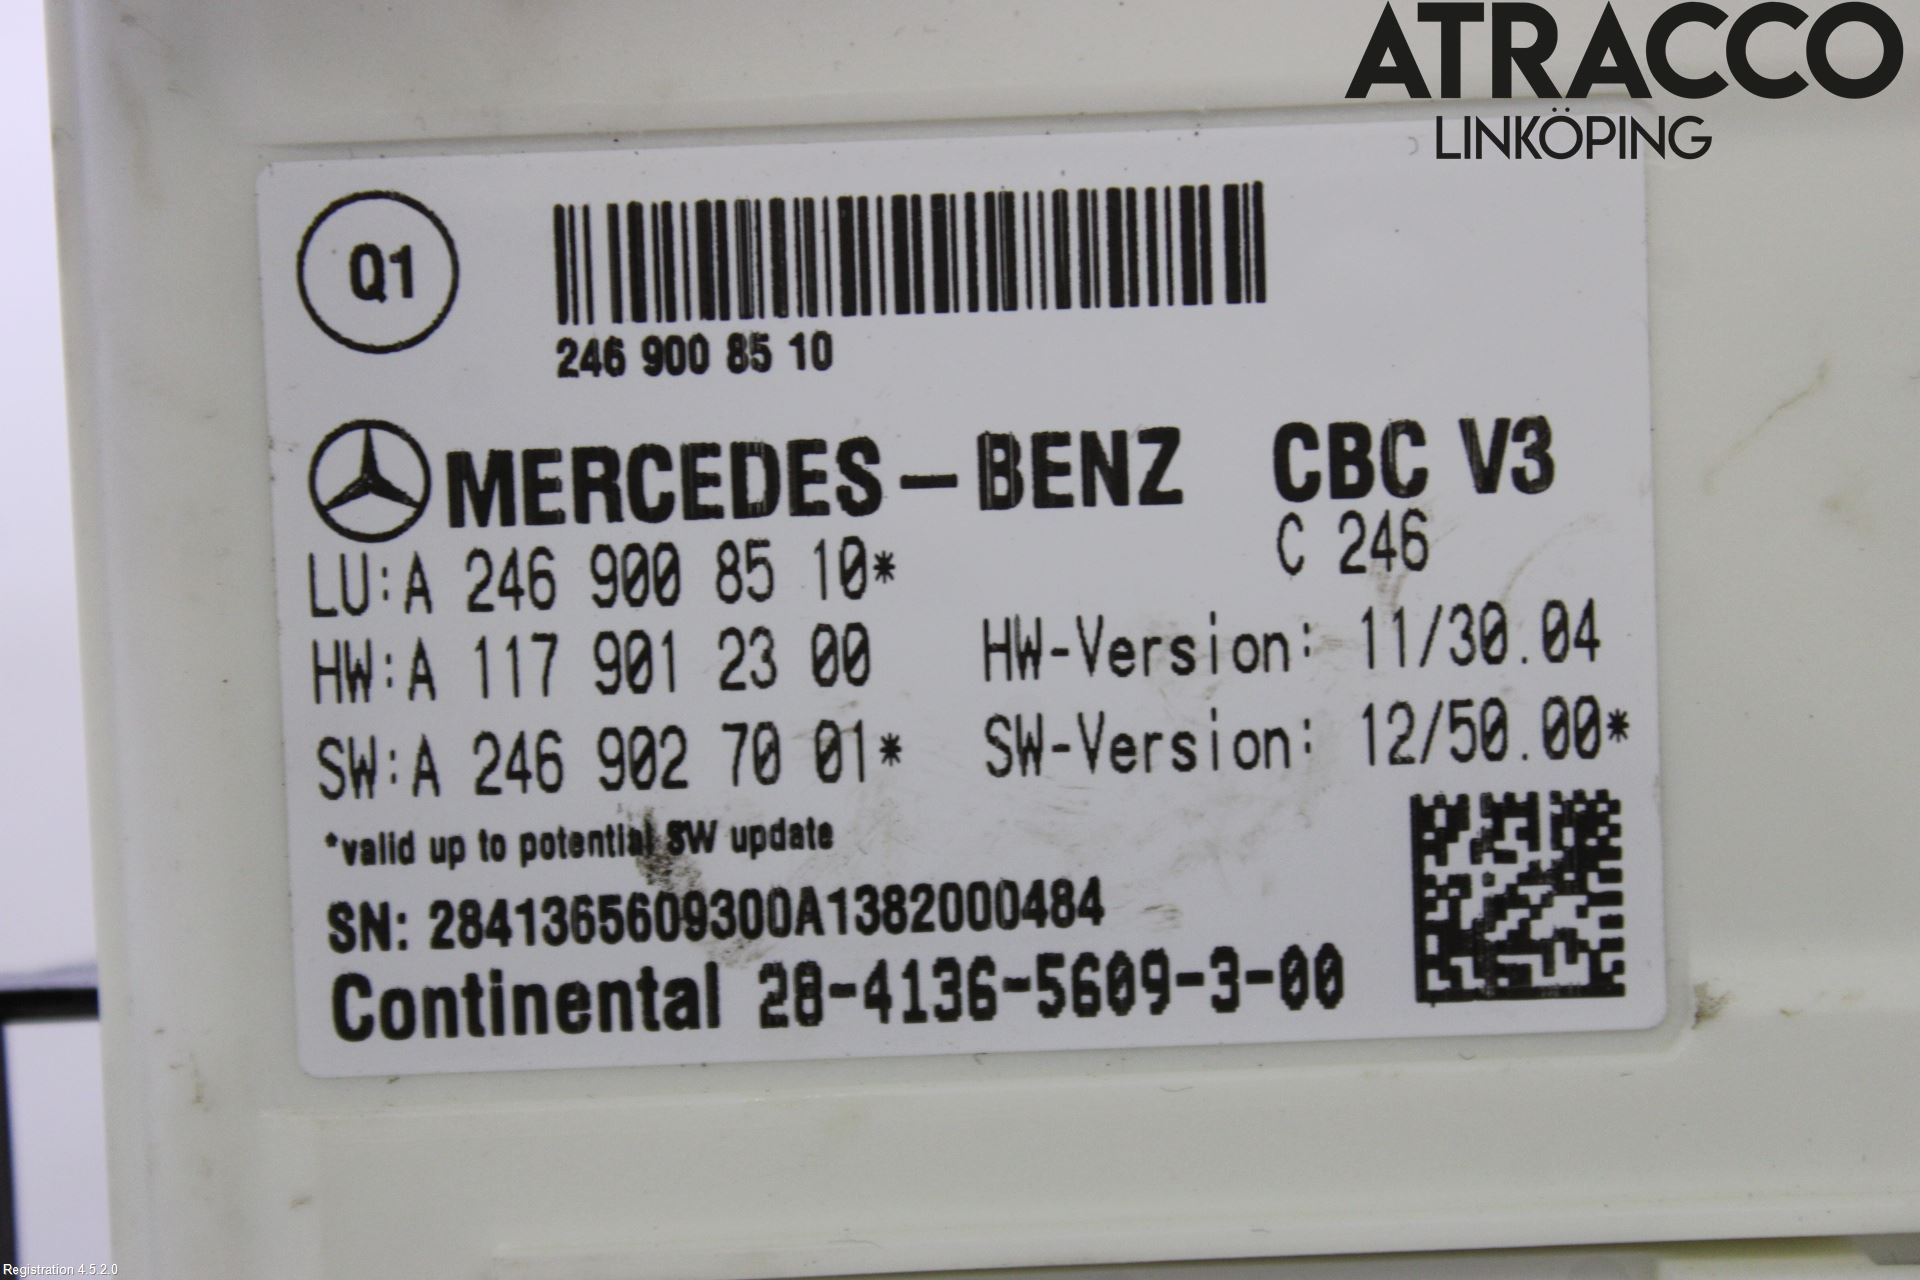 ATRACCO
LINKÖPING
Q1
246 900 85 10
MERCEDES-BENZ CBC V3
C 246
LU:A 246 900 85 10*
HW:A 117 901 23 00 HW-Version: 11/30.04
SW:A 246 902 70 01* SW-Version: 12/50.00*
*valid up to potential SW update
SN: 2841365609300A1382000484
Continental 28-4136-5609-3-00
Registration 4.5.2.0